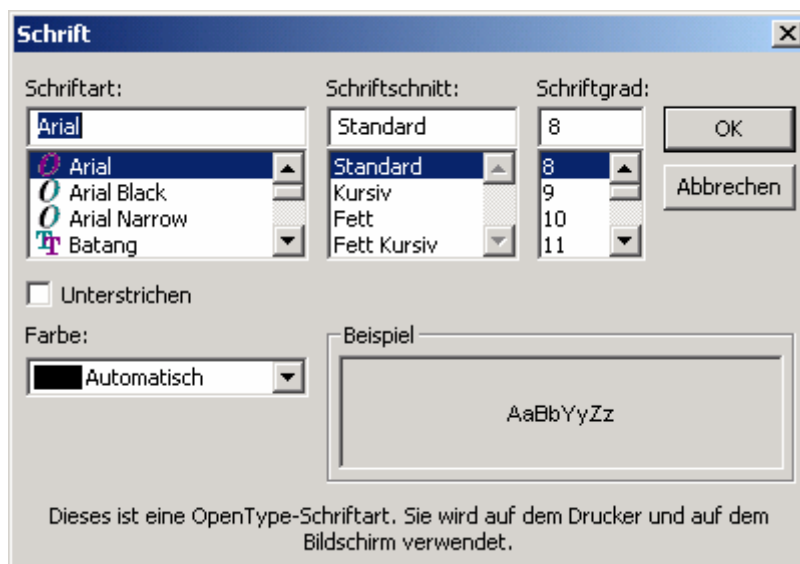 Schrift
Schriftart:
Schriftschnitt:
Schriftgrad:
Arial
Standard
8
OK
Arial
Arial Black
Arial Narrow
Batang
Standard
Kursiv
Fett
Fett Kursiv
8
9
10
11
Abbrechen
Unterstrichen
Farbe:
Automatisch
Beispiel
AaBbYyZz
Dieses ist eine OpenType-Schriftart. Sie wird auf dem Drucker und auf dem
Bildschirm verwendet.